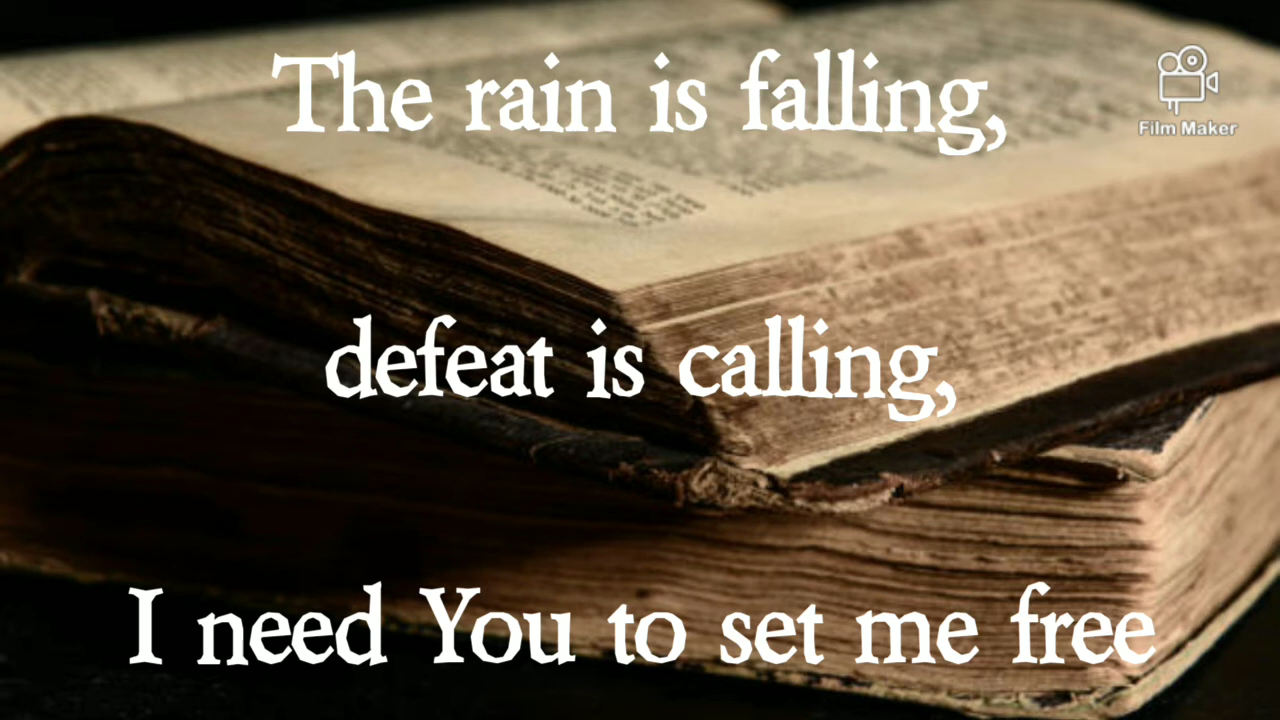 The rain is falling,
Film Maker
defeat is calling,
I need You to set me free